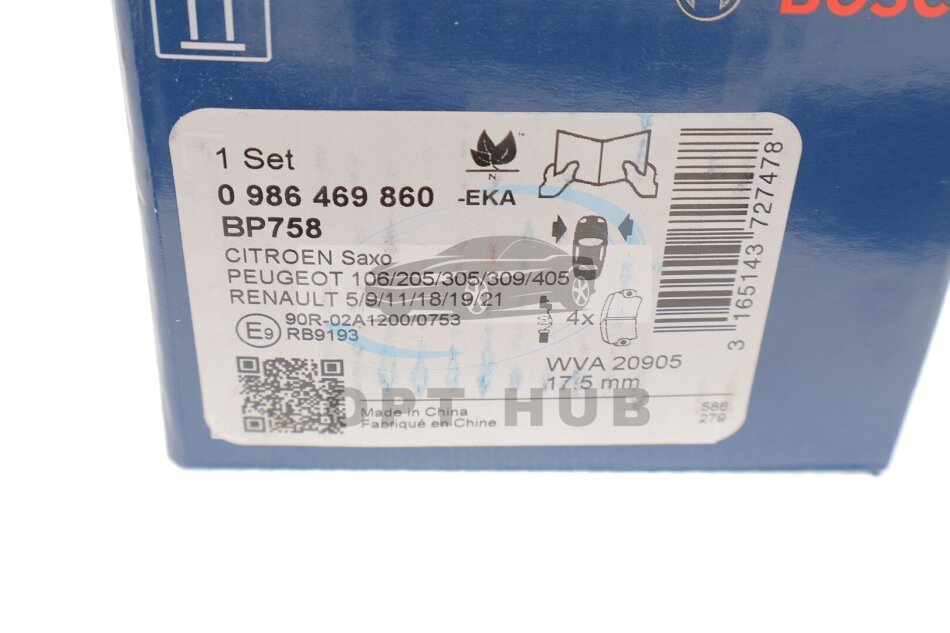 BOSC
1 Set
0 986 469 860 -EKA
BP758
CITROEN Saxo
PEUGEOT 106/205/305/309/405
RENAULT 5/9/11/18/19/21
E9 90R-02A1200/0753
RB9193
4x
WVA 20905
17,5 mm
Made in China
Fabriqué en Chine
586
279
3 165143 727478
OPT HUB